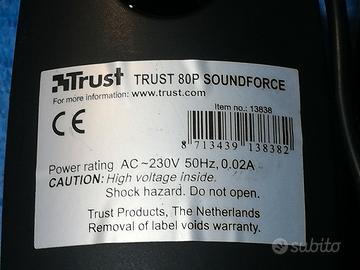 Trust TRUST 80P SOUNDFORCE
For more information: www.trust.com
Item no.: 13838
CE
8 713439 138382
Power rating AC ~230V 50Hz, 0.02A
CAUTION: High voltage inside.
Shock hazard. Do not open.
Trust Products, The Netherlands
Removal of label voids warranty.
subito